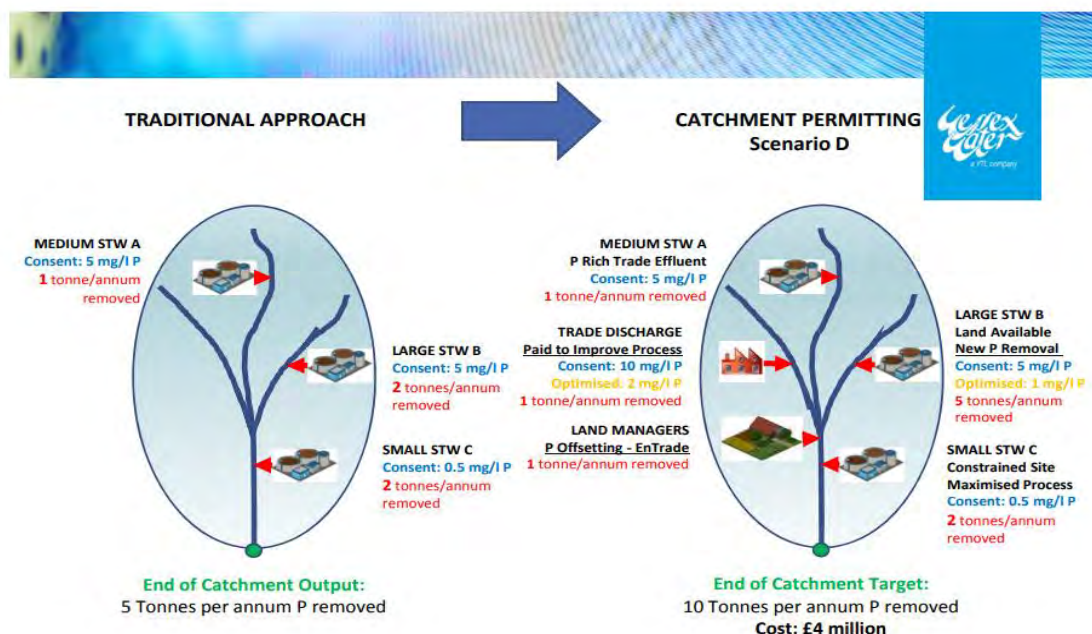 TRADITIONAL APPROACH
CATCHMENT PERMITTING
Scenario D
Wessex
Water
a YTL company
MEDIUM STW A
Consent: 5 mg/l P
1 tonne/annum
removed
LARGE STW B
Consent: 5 mg/l P
2 tonnes/annum
removed
SMALL STW C
Consent: 0.5 mg/l P
2 tonnes/annum
removed
End of Catchment Output:
5 Tonnes per annum P removed
MEDIUM STW A
P Rich Trade Effluent
Consent: 5 mg/l P
1 tonne/annum removed
TRADE DISCHARGE
Paid to Improve Process
Consent: 10 mg/l P
Optimised: 2 mg/l P
1 tonne/annum removed
LAND MANAGERS
P Offsetting - EnTrade
1 tonne/annum removed
LARGE STW B
Land Available
New P Removal
Consent: 5 mg/l P
Optimised: 1 mg/l P
5 tonnes/annum
removed
SMALL STW C
Constrained Site
Maximised Process
Consent: 0.5 mg/l P
2 tonnes/annum
removed
End of Catchment Target:
10 Tonnes per annum P removed
Cost: £4 million